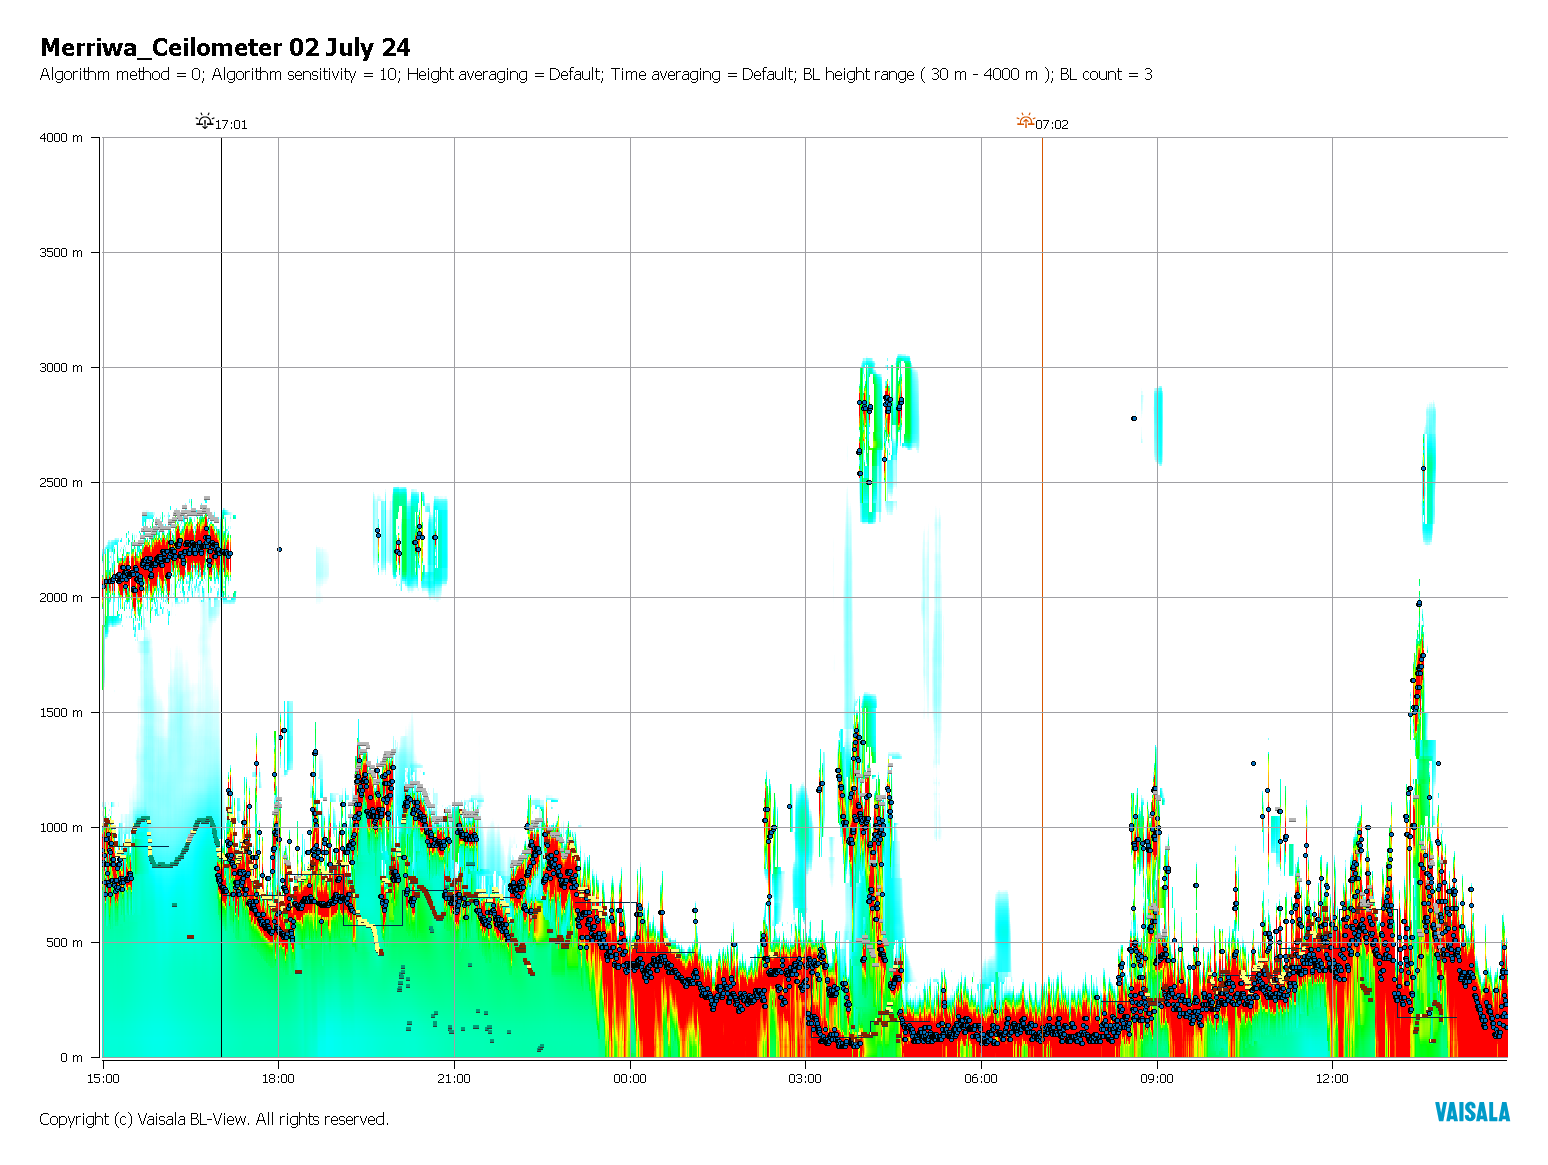 Merriwa_Ceilometer 02 July 24
Algorithm method = 0; Algorithm sensitivity = 10; Height averaging = Default; Time averaging = Default; BL height range ( 30 m - 4000 m ); BL count = 3
17:01
07:02
4000 m
3500 m
3000 m
2500 m
2000 m
1500 m
1000 m
500 m
0 m
15:00
18:00
21:00
00:00
03:00
06:00
09:00
12:00
Copyright (c) Vaisala BL-View. All rights reserved.
VAISALA